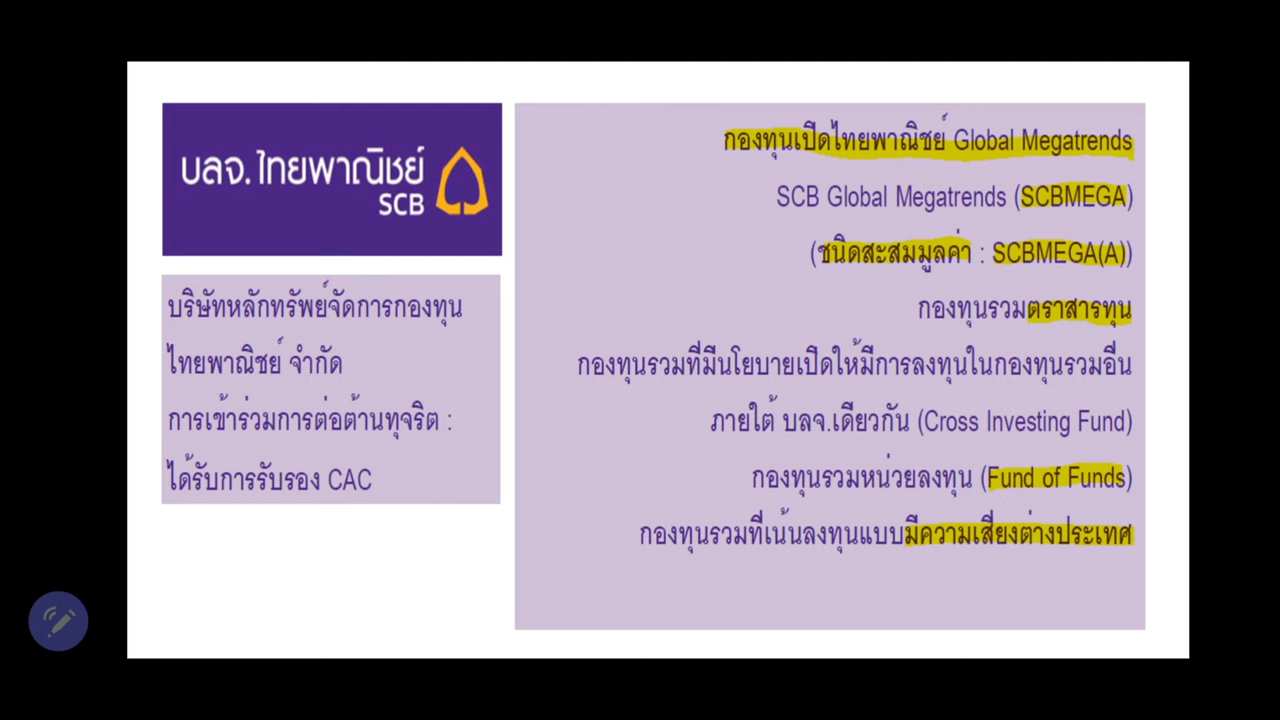 บลจ.ไทยพาณิชย์
SCB
บริษัทหลักทรัพย์จัดการกองทุน
ไทยพาณิชย์ จำกัด
การเข้าร่วมการต่อต้านทุจริต :
ได้รับการรับรอง CAC
กองทุนเปิดไทยพาณิชย์ Global Megatrends
SCB Global Megatrends (SCBMEGA)
(ชนิดสะสมมูลค่า : SCBMEGA(A))
กองทุนรวมตราสารทุน
กองทุนรวมที่มีนโยบายเปิดให้มีการลงทุนในกองทุนรวมอื่น
ภายใต้ บลจ.เดียวกัน (Cross Investing Fund)
กองทุนรวมหน่วยลงทุน (Fund of Funds)
กองทุนรวมที่เน้นลงทุนแบบมีความเสี่ยงต่างประเทศ